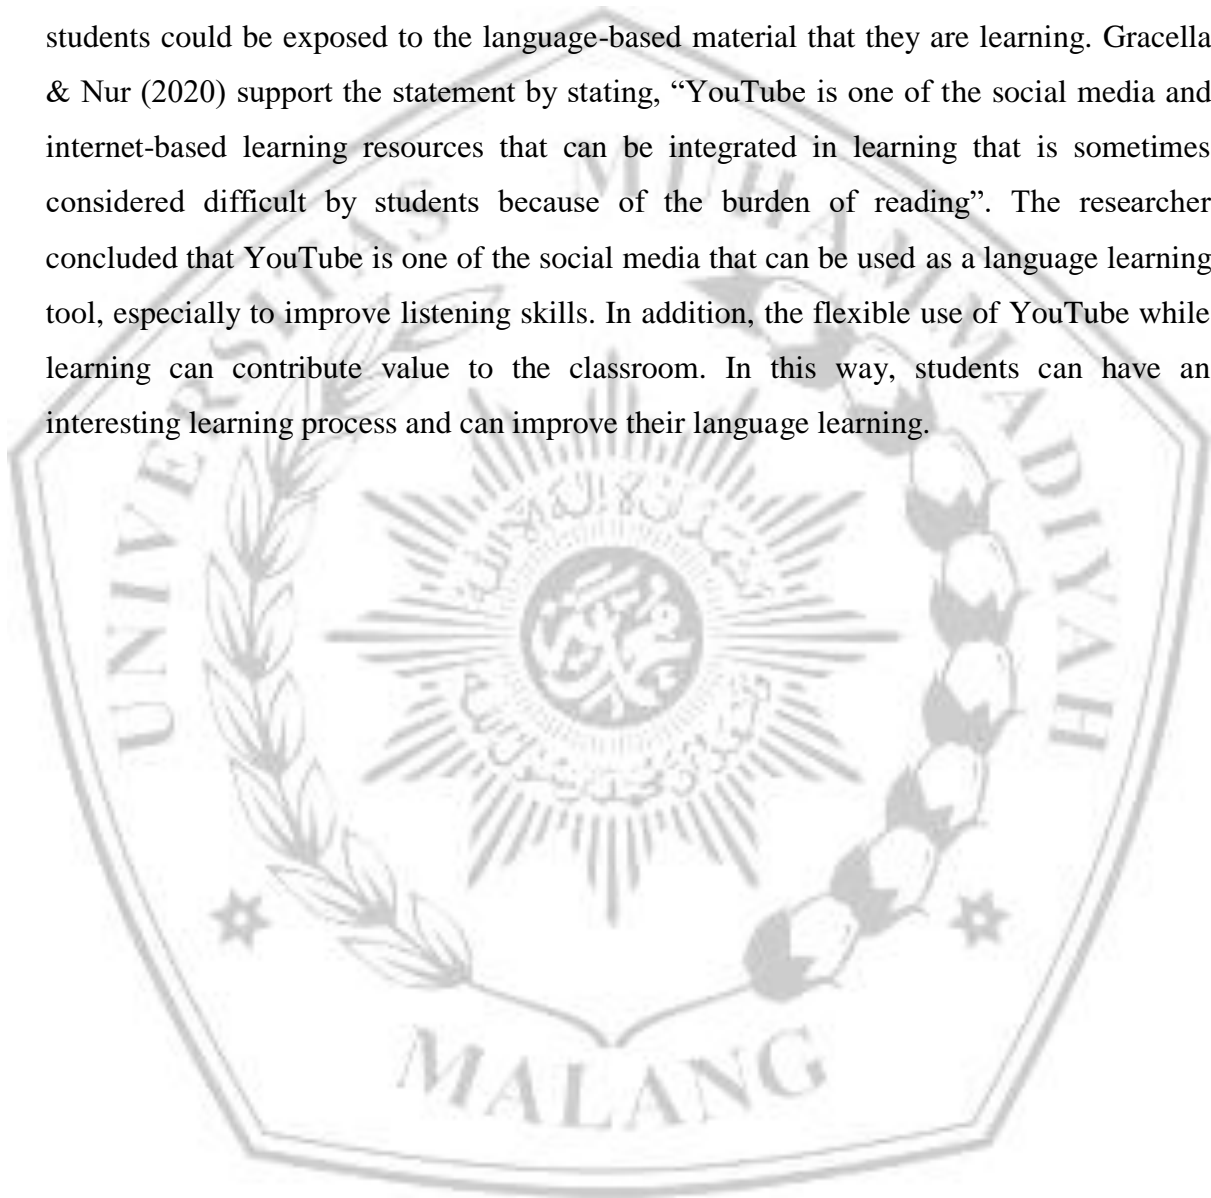 students could be exposed to the language-based material that they are learning. Gracella
& Nur (2020) support the statement by stating, “YouTube is one of the social media and
internet-based learning resources that can be integrated in learning that is sometimes
considered difficult by students because of the burden of reading”. The researcher
concluded that YouTube is one of the social media that can be used as a language learning
tool, especially to improve listening skills. In addition, the flexible use of YouTube while
learning can contribute value to the classroom. In this way, students can have an
interesting learning process and can improve their language learning.
UNIVERSITAS MUHAMMADIYAH
MALANG